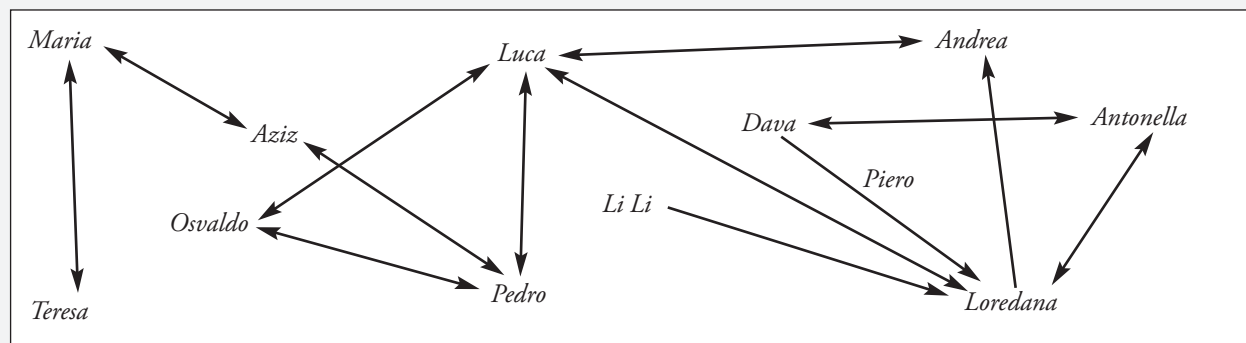 Maria
Luca
Andrea
Dava
Antonella
Aziz
Piero
Li Li
Osvaldo
Pedro
Loredana
Teresa